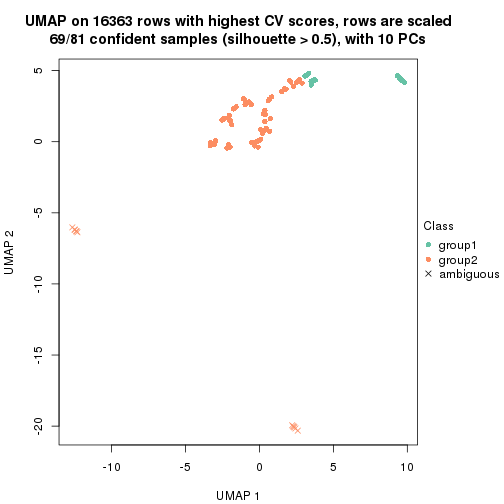 UMAP on 16363 rows with highest CV scores, rows are scaled
69/81 confident samples (silhouette > 0.5), with 10 PCs
5
0
-5
-10
-15
-20
UMAP 2
-10
-5
0
5
10
UMAP 1
Class
group1
group2
ambiguous